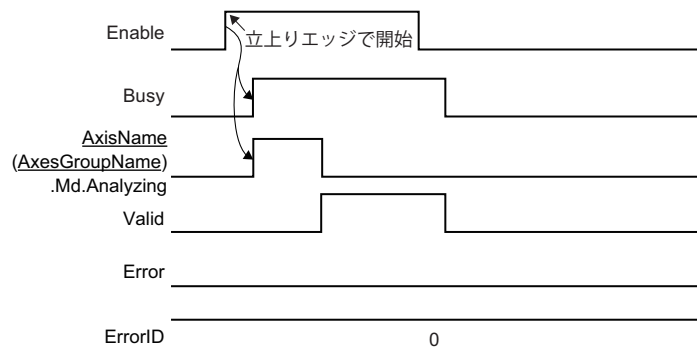 Enable
立上りエッジで開始
Busy
AxisName
(AxesGroupName)
.Md.Analyzing
Valid
Error
ErrorID
0